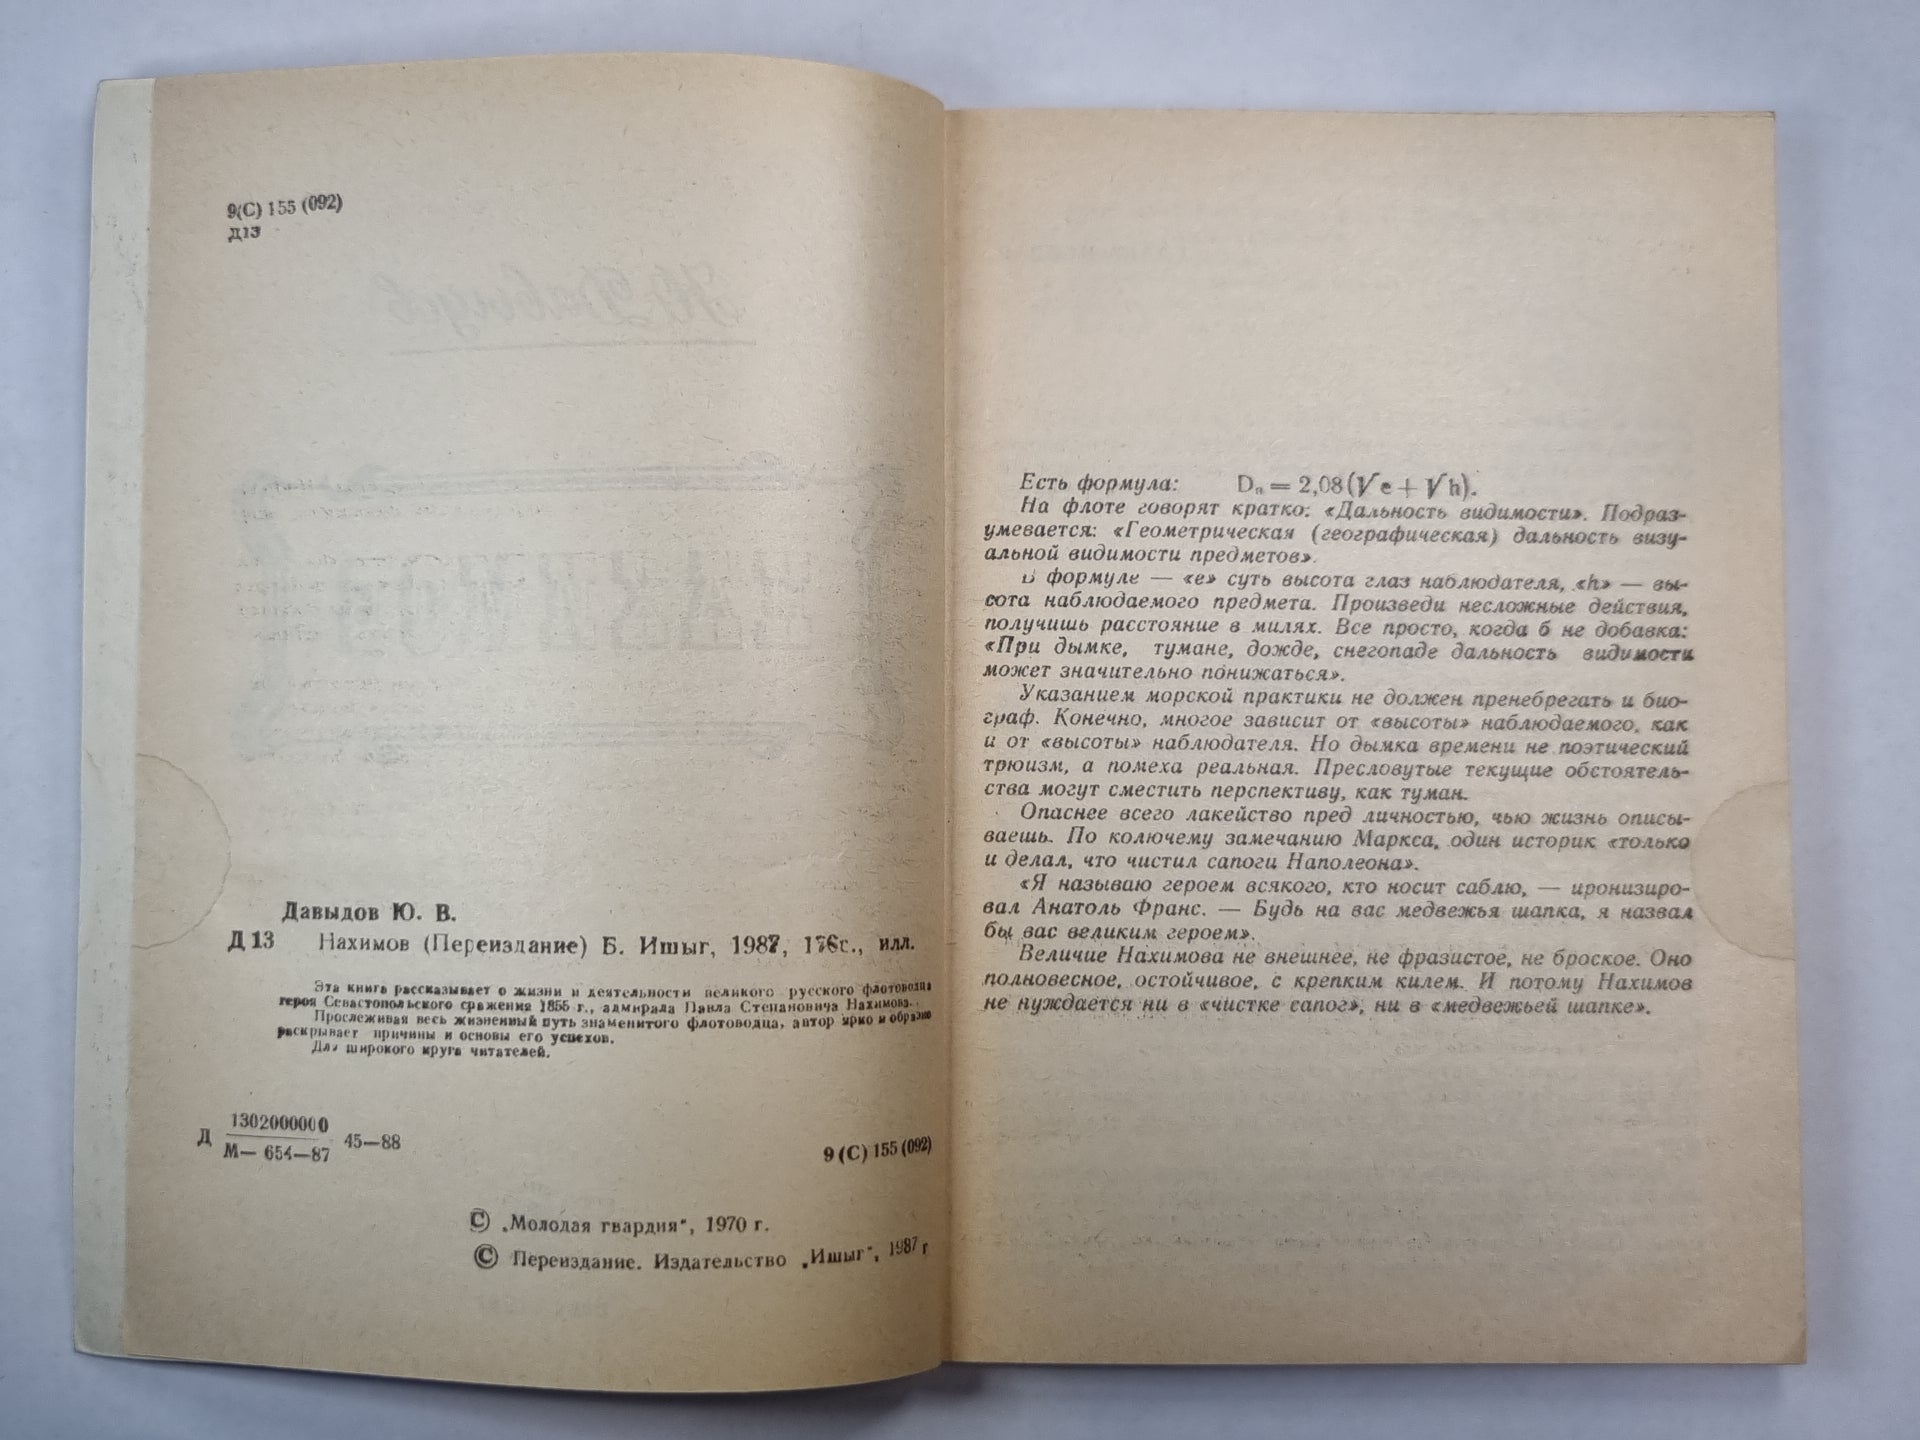 9(С) 155 (092)
Д13
Давыдов Ю. В.
Д 13 Нахимов (Переиздание) Б. Ишыг, 1987, 176с., илл.
Эта книга рассказывает о жизни и деятельности великого русского флотоводца
героя Севастопольского сражения 1855 г., адмирала Павла Степановича Нахимова.
Прослеживая весь жизненный путь знаменитого флотоводца, автор ярко и образно
раскрывает причины и основы его успехов.
Для широкого круга читателей.
Д 1302000000 45—88
М— 654—87
9 (С) 155 (092)
© „Молодая гвардия", 1970 г.
© Переиздание. Издательство „Ишыг", 1987 г
Есть формула: Dп = 2,08(√e + √h).
На флоте говорят кратко: «Дальность видимости». Подраз-
умевается: «Геометрическая (географическая) дальность визу-
альной видимости предметов».
В формуле — «е» суть высота глаз наблюдателя, «h» — вы-
сота наблюдаемого предмета. Произведи несложные действия,
получишь расстояние в милях. Все просто, когда б не добавка:
«При дымке, тумане, дожде, снегопаде дальность видимости
может значительно понижаться».
Указанием морской практики не должен пренебрегать и био-
граф. Конечно, многое зависит от «высоты» наблюдаемого, как
и от «высоты» наблюдателя. Но дымка времени не поэтический
трюизм, а помеха реальная. Пресловутые текущие обстоятель-
ства могут сместить перспективу, как туман.
Опаснее всего лакейство пред личностью, чью жизнь описы-
ваешь. По колючему замечанию Маркса, один историк «только
и делал, что чистил сапоги Наполеона».
«Я называю героем всякого, кто носит саблю, — иронизиро-
вал Анатоль Франс. — Будь на вас медвежья шапка, я назвал
бы вас великим героем».
Величие Нахимова не внешнее, не фразистое, не броское. Оно
полновесное, остойчивое, с крепким килем. И потому Нахимов
не нуждается ни в «чистке сапог», ни в «медвежьей шапке».